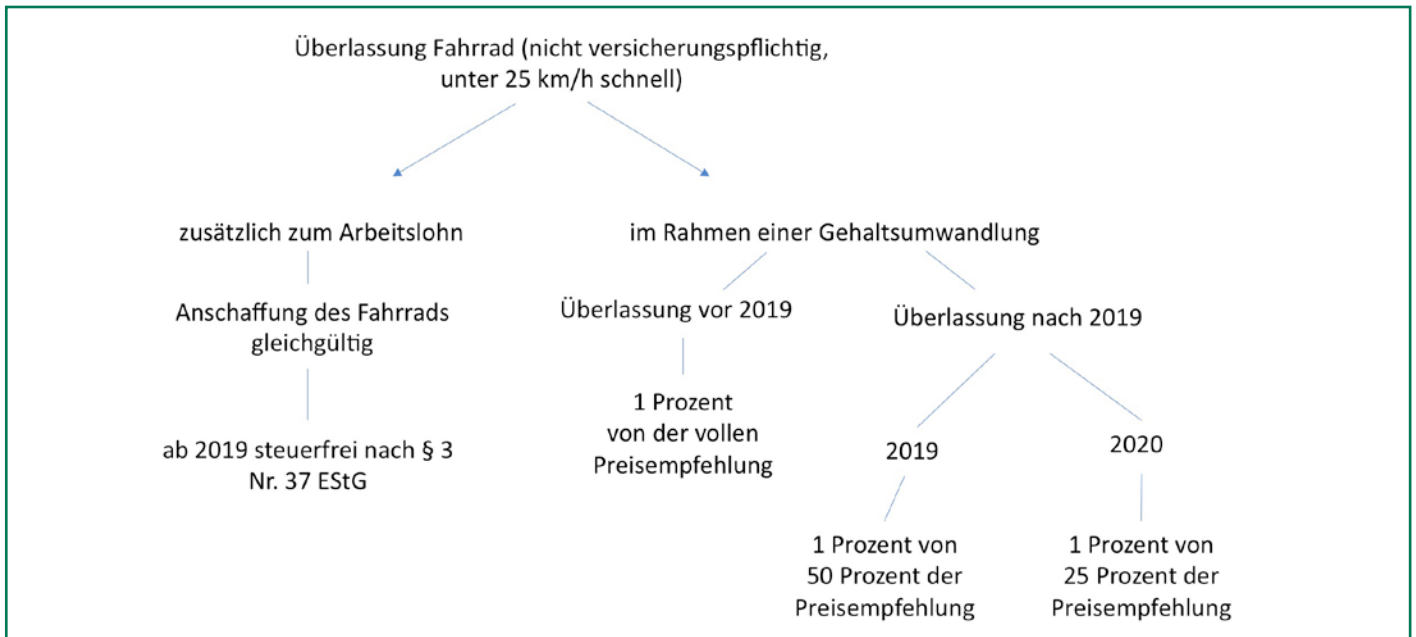 Überlassung Fahrrad (nicht versicherungspflichtig,
unter 25 km/h schnell)
zusätzlich zum Arbeitslohn
Anschaffung des Fahrrads
gleichgültig
ab 2019 steuerfrei nach § 3
Nr. 37 EStG
im Rahmen einer Gehaltsumwandlung
Überlassung vor 2019
1 Prozent
von der vollen
Preisempfehlung
Überlassung nach 2019
2019
1 Prozent von
50 Prozent der
Preisempfehlung
2020
1 Prozent von
25 Prozent der
Preisempfehlung